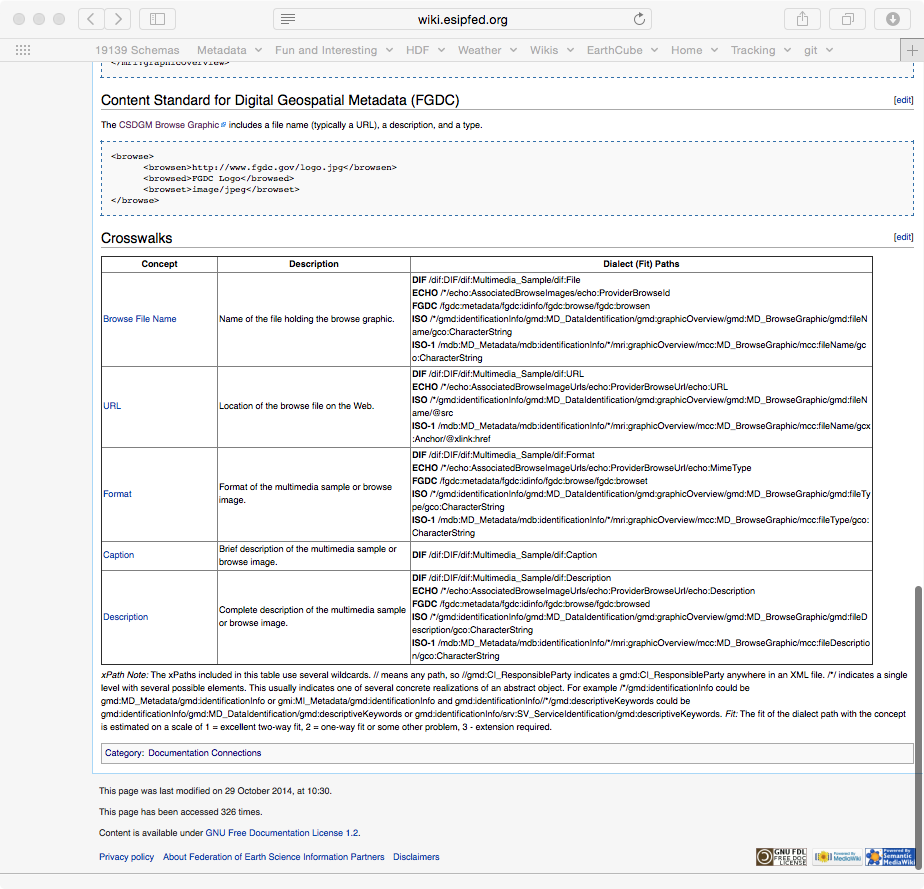 wiki.esipfed.org
19139 Schemas Metadata Fun and Interesting HDF Weather Wikis EarthCube Home Tracking git
</mri:graphicOverview>
Content Standard for Digital Geospatial Metadata (FGDC) [edit]
The CSDGM Browse Graphic includes a file name (typically a URL), a description, and a type.
<browse>
<browsen>http://www.fgdc.gov/logo.jpg</browsen>
<browsed>FGDC Logo</browsed>
<browset>image/jpeg</browset>
</browse>
Crosswalks [edit]
Concept Description Dialect (Fit) Paths
Browse File Name
Name of the file holding the browse graphic.
DIF /dif:DIF/dif:Multimedia_Sample/dif:File
ECHO /*/echo:AssociatedBrowseImages/echo:ProviderBrowseId
FGDC /fgdc:metadata/fgdc:idinfo/fgdc:browse/fgdc:browsen
ISO /*/gmd:identificationInfo/gmd:MD_DataIdentification/gmd:graphicOverview/gmd:MD_BrowseGraphic/gmd:fileN
ame/gco:CharacterString
ISO-1 /mdb:MD_Metadata/mdb:identificationInfo/*/mri:graphicOverview/mcc:MD_BrowseGraphic/mcc:fileName/gc
o:CharacterString
URL
Location of the browse file on the Web.
DIF /dif:DIF/dif:Multimedia_Sample/dif:URL
ECHO /*/echo:AssociatedBrowseImageUrls/echo:ProviderBrowseUrl/echo:URL
ISO /*/gmd:identificationInfo/gmd:MD_DataIdentification/gmd:graphicOverview/gmd:MD_BrowseGraphic/gmd:fileN
ame/@src
ISO-1 /mdb:MD_Metadata/mdb:identificationInfo/*/mri:graphicOverview/mcc:MD_BrowseGraphic/mcc:fileName/gcx
:Anchor/@xlink:href
Format
Format of the multimedia sample or browse
image.
DIF /dif:DIF/dif:Multimedia_Sample/dif:Format
ECHO /*/echo:AssociatedBrowseImageUrls/echo:ProviderBrowseUrl/echo:MimeType
FGDC /fgdc:metadata/fgdc:idinfo/fgdc:browse/fgdc:browset
ISO /*/gmd:identificationInfo/gmd:MD_DataIdentification/gmd:graphicOverview/gmd:MD_BrowseGraphic/gmd:fileTy
pe/gco:CharacterString
ISO-1 /mdb:MD_Metadata/mdb:identificationInfo/*/mri:graphicOverview/mcc:MD_BrowseGraphic/mcc:fileType/gco:
CharacterString
Caption
Brief description of the multimedia sample or
browse image.
DIF /dif:DIF/dif:Multimedia_Sample/dif:Caption
Description
Complete description of the multimedia sample
or browse image.
DIF /dif:DIF/dif:Multimedia_Sample/dif:Description
ECHO /*/echo:AssociatedBrowseImageUrls/echo:ProviderBrowseUrl/echo:Description
FGDC /fgdc:metadata/fgdc:idinfo/fgdc:browse/fgdc:browsed
ISO /*/gmd:identificationInfo/gmd:MD_DataIdentification/gmd:graphicOverview/gmd:MD_BrowseGraphic/gmd:fileD
escription/gco:CharacterString
ISO-1 /mdb:MD_Metadata/mdb:identificationInfo/*/mri:graphicOverview/mcc:MD_BrowseGraphic/mcc:fileDescriptio
n/gco:CharacterString
xPath Note: The xPaths included in this table use several wildcards. // means any path, so //gmd:CI_ResponsibleParty indicates a gmd:CI_ResponsibleParty anywhere in an XML file. /*/ indicates a single
level with several possible elements. This usually indicates one of several concrete realizations of an abstract object. For example /*/gmd:identificationInfo could be
gmd:MD_Metadata/gmd:identificationInfo or gmi:MI_Metadata/gmd:identificationInfo and gmd:identificationInfo//*/gmd:descriptiveKeywords could be
gmd:identificationInfo/gmd:MD_DataIdentification/gmd:descriptiveKeywords or gmd:identificationInfo/srv:SV_ServiceIdentification/gmd:descriptiveKeywords. Fit: The fit of the dialect path with the concept
is estimated on a scale of 1 = excellent two-way fit, 2 = one-way fit or some other problem, 3 - extension required.
Category: Documentation Connections
This page was last modified on 29 October 2014, at 10:30.
This page has been accessed 326 times.
Content is available under GNU Free Documentation License 1.2.
Privacy policy About Federation of Earth Science Information Partners Disclaimers
GNU FDL
FREE DOC
LICENSE
Powered By
MediaWiki
Powered By
Semantic
MediaWiki